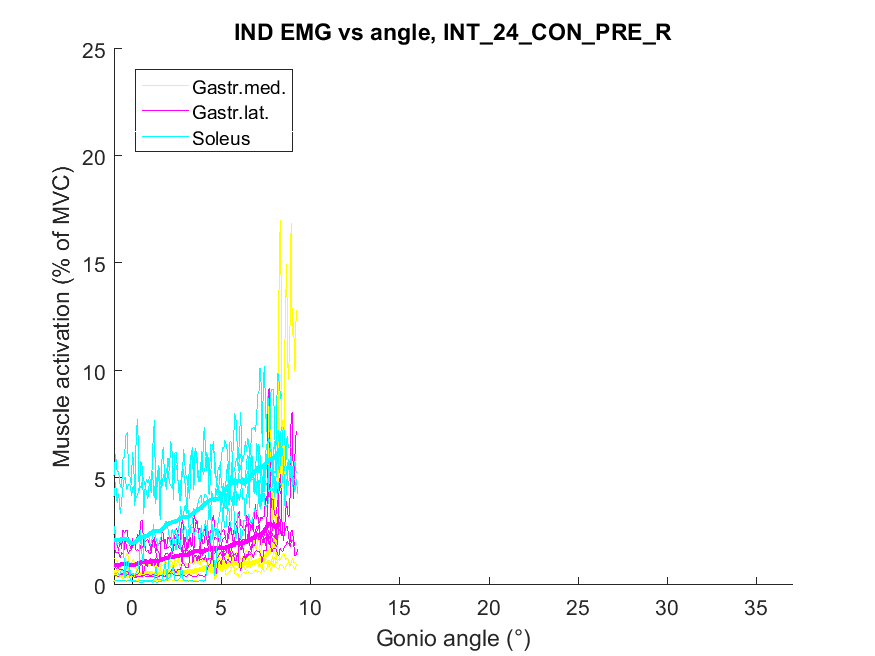 IND EMG vs angle, INT_24_CON_PRE_R
25
Gastr.med.
Gastr.lat.
Soleus
20
15
10
5
0
Muscle activation (% of MVC)
0 5 10 15 20 25 30 35
Gonio angle (°)